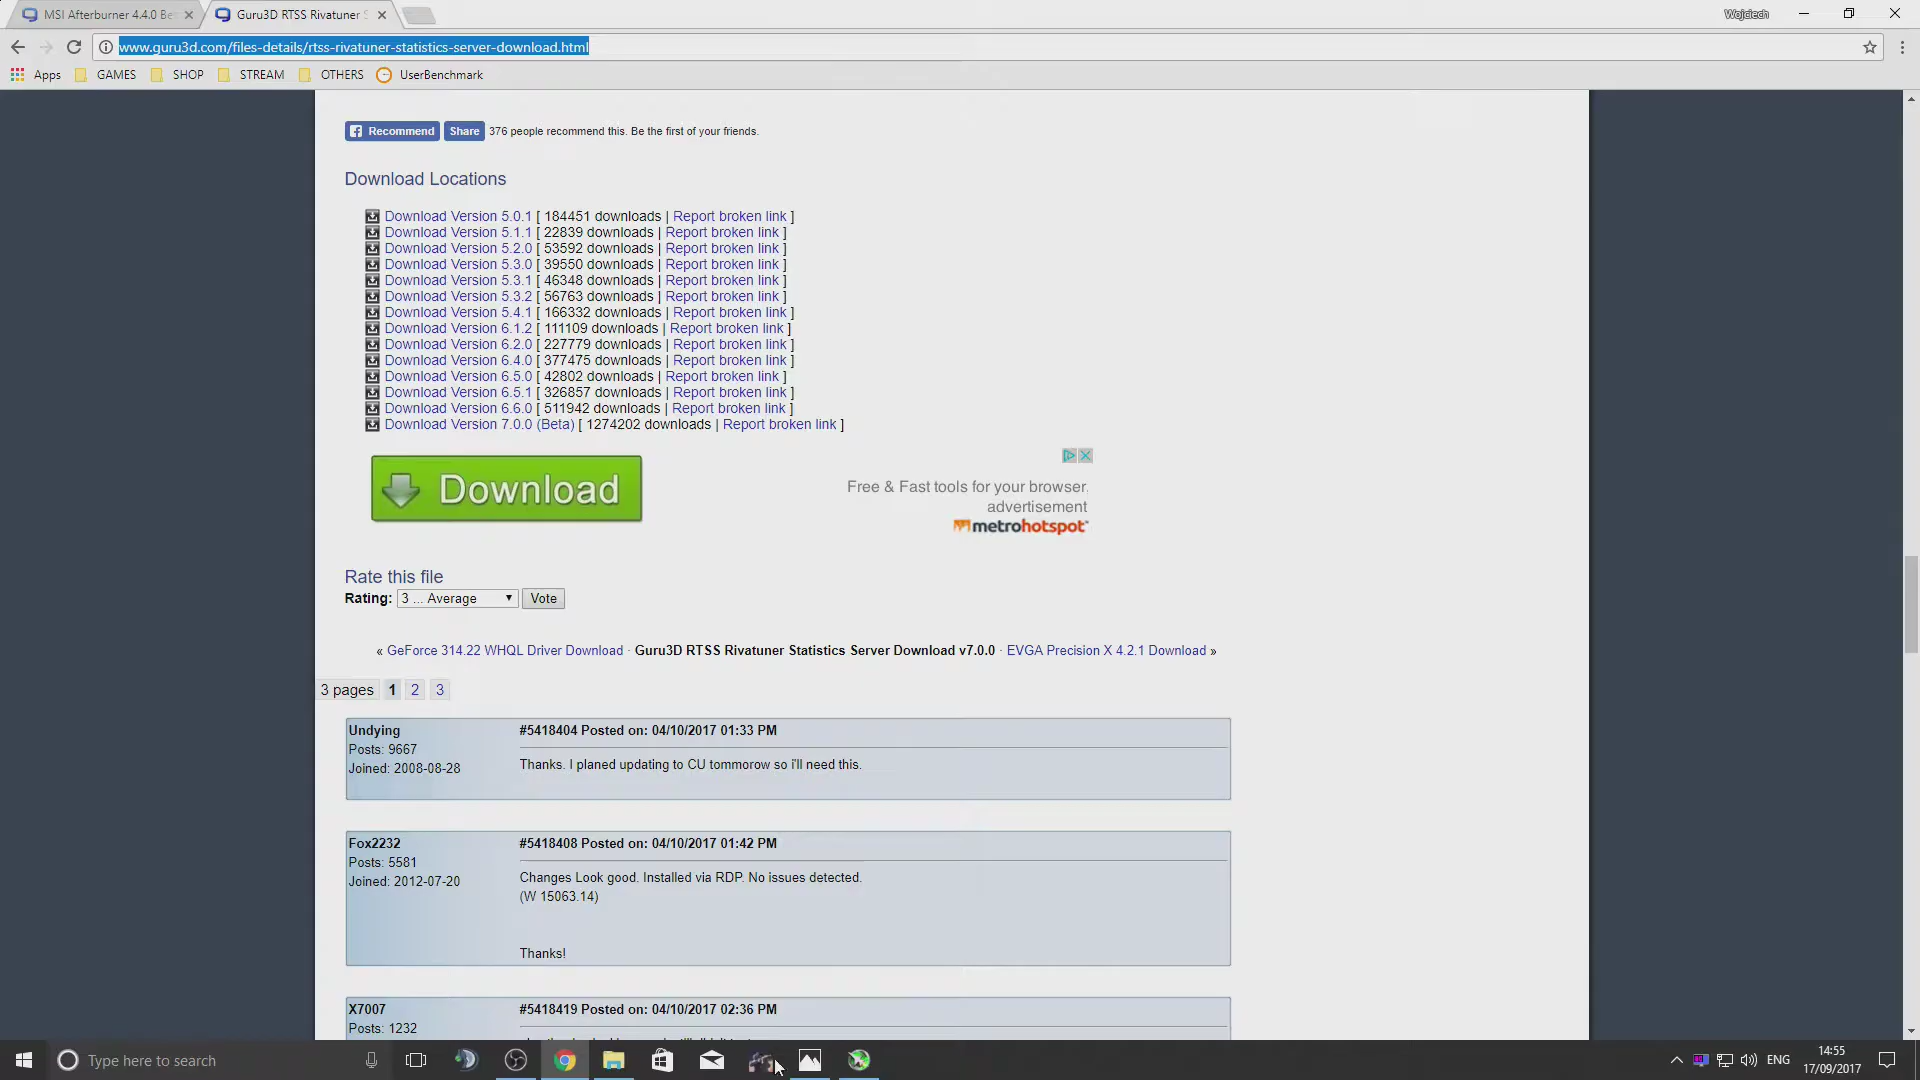 MSI Afterburner 4.4.0 Be
Guru3D RTSS Rivatuner S
Wojciech
www.guru3d.com/files-details/rtss-rivatuner-statistics-server-download.html
Apps
GAMES
SHOP
STREAM
OTHERS
UserBenchmark
Recommend
Share
376 people recommend this. Be the first of your friends.
Download Locations
Download Version 5.0.1 [ 184451 downloads | Report broken link ]
Download Version 5.1.1 [ 22839 downloads | Report broken link ]
Download Version 5.2.0 [ 53592 downloads | Report broken link ]
Download Version 5.3.0 [ 39550 downloads | Report broken link ]
Download Version 5.3.1 [ 46348 downloads | Report broken link ]
Download Version 5.3.2 [ 56763 downloads | Report broken link ]
Download Version 5.4.1 [ 166332 downloads | Report broken link ]
Download Version 6.1.2 [ 111109 downloads | Report broken link ]
Download Version 6.2.0 [ 227779 downloads | Report broken link ]
Download Version 6.4.0 [ 377475 downloads | Report broken link ]
Download Version 6.5.0 [ 42802 downloads | Report broken link ]
Download Version 6.5.1 [ 326857 downloads | Report broken link ]
Download Version 6.6.0 [ 511942 downloads | Report broken link ]
Download Version 7.0.0 (Beta) [ 1274202 downloads | Report broken link ]
Download
Free & Fast tools for your browser.
advertisement
metrohotspot
Rate this file
Rating: 3 ... Average Vote
« GeForce 314.22 WHQL Driver Download · Guru3D RTSS Rivatuner Statistics Server Download v7.0.0 · EVGA Precision X 4.2.1 Download »
3 pages 1 2 3
Undying
Posts: 9667
Joined: 2008-08-28
#5418404 Posted on: 04/10/2017 01:33 PM
Thanks. I planed updating to CU tommorow so i'll need this.
Fox2232
Posts: 5581
Joined: 2012-07-20
#5418408 Posted on: 04/10/2017 01:42 PM
Changes Look good. Installed via RDP. No issues detected.
(W 15063.14)
Thanks!
X7007
Posts: 1232
#5418419 Posted on: 04/10/2017 02:36 PM
Type here to search
ENG
14:55
17/09/2017